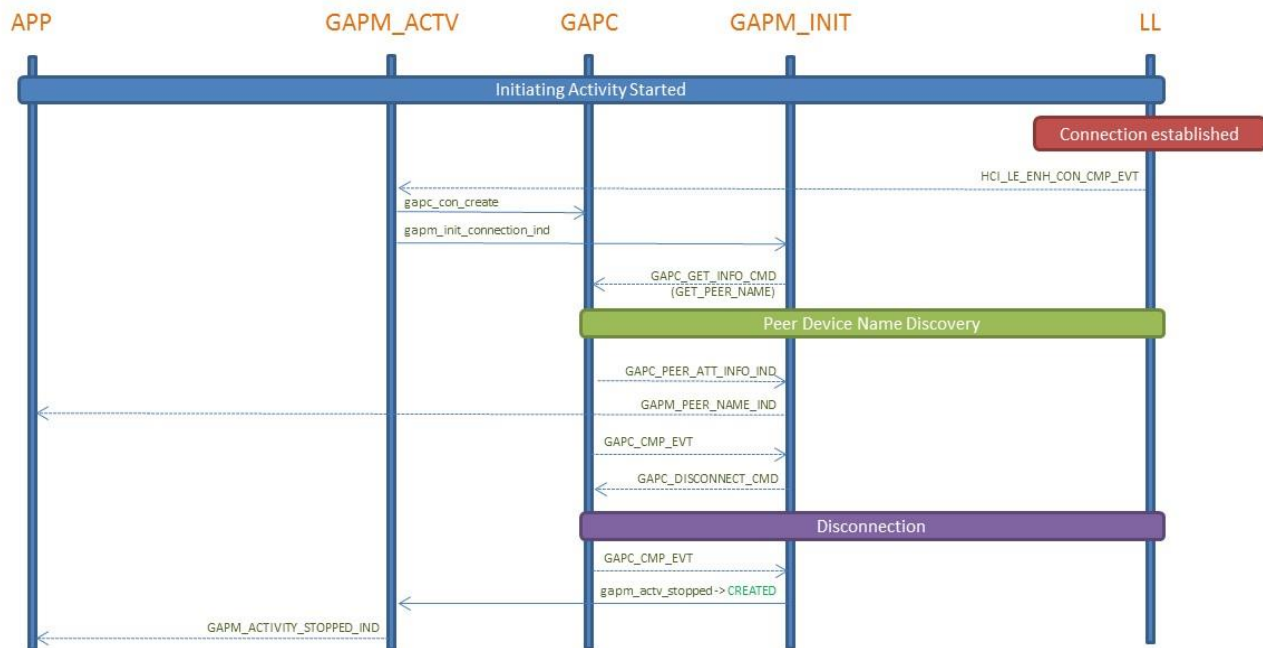 APP GAPM_ACTV GAPC GAPM_INIT LL
Initiating Activity Started
Connection established
HCI_LE_ENH_CON_CMP_EVT
gapc_con_create
gapm_init_connection_ind
GAPC_GET_INFO_CMD
(GET_PEER_NAME)
Peer Device Name Discovery
GAPC_PEER_ATT_INFO_IND
GAPM_PEER_NAME_IND
GAPC_CMP_EVT
GAPC_DISCONNECT_CMD
Disconnection
GAPC_CMP_EVT
gapm_actv_stopped -> CREATED
GAPM_ACTIVITY_STOPPED_IND